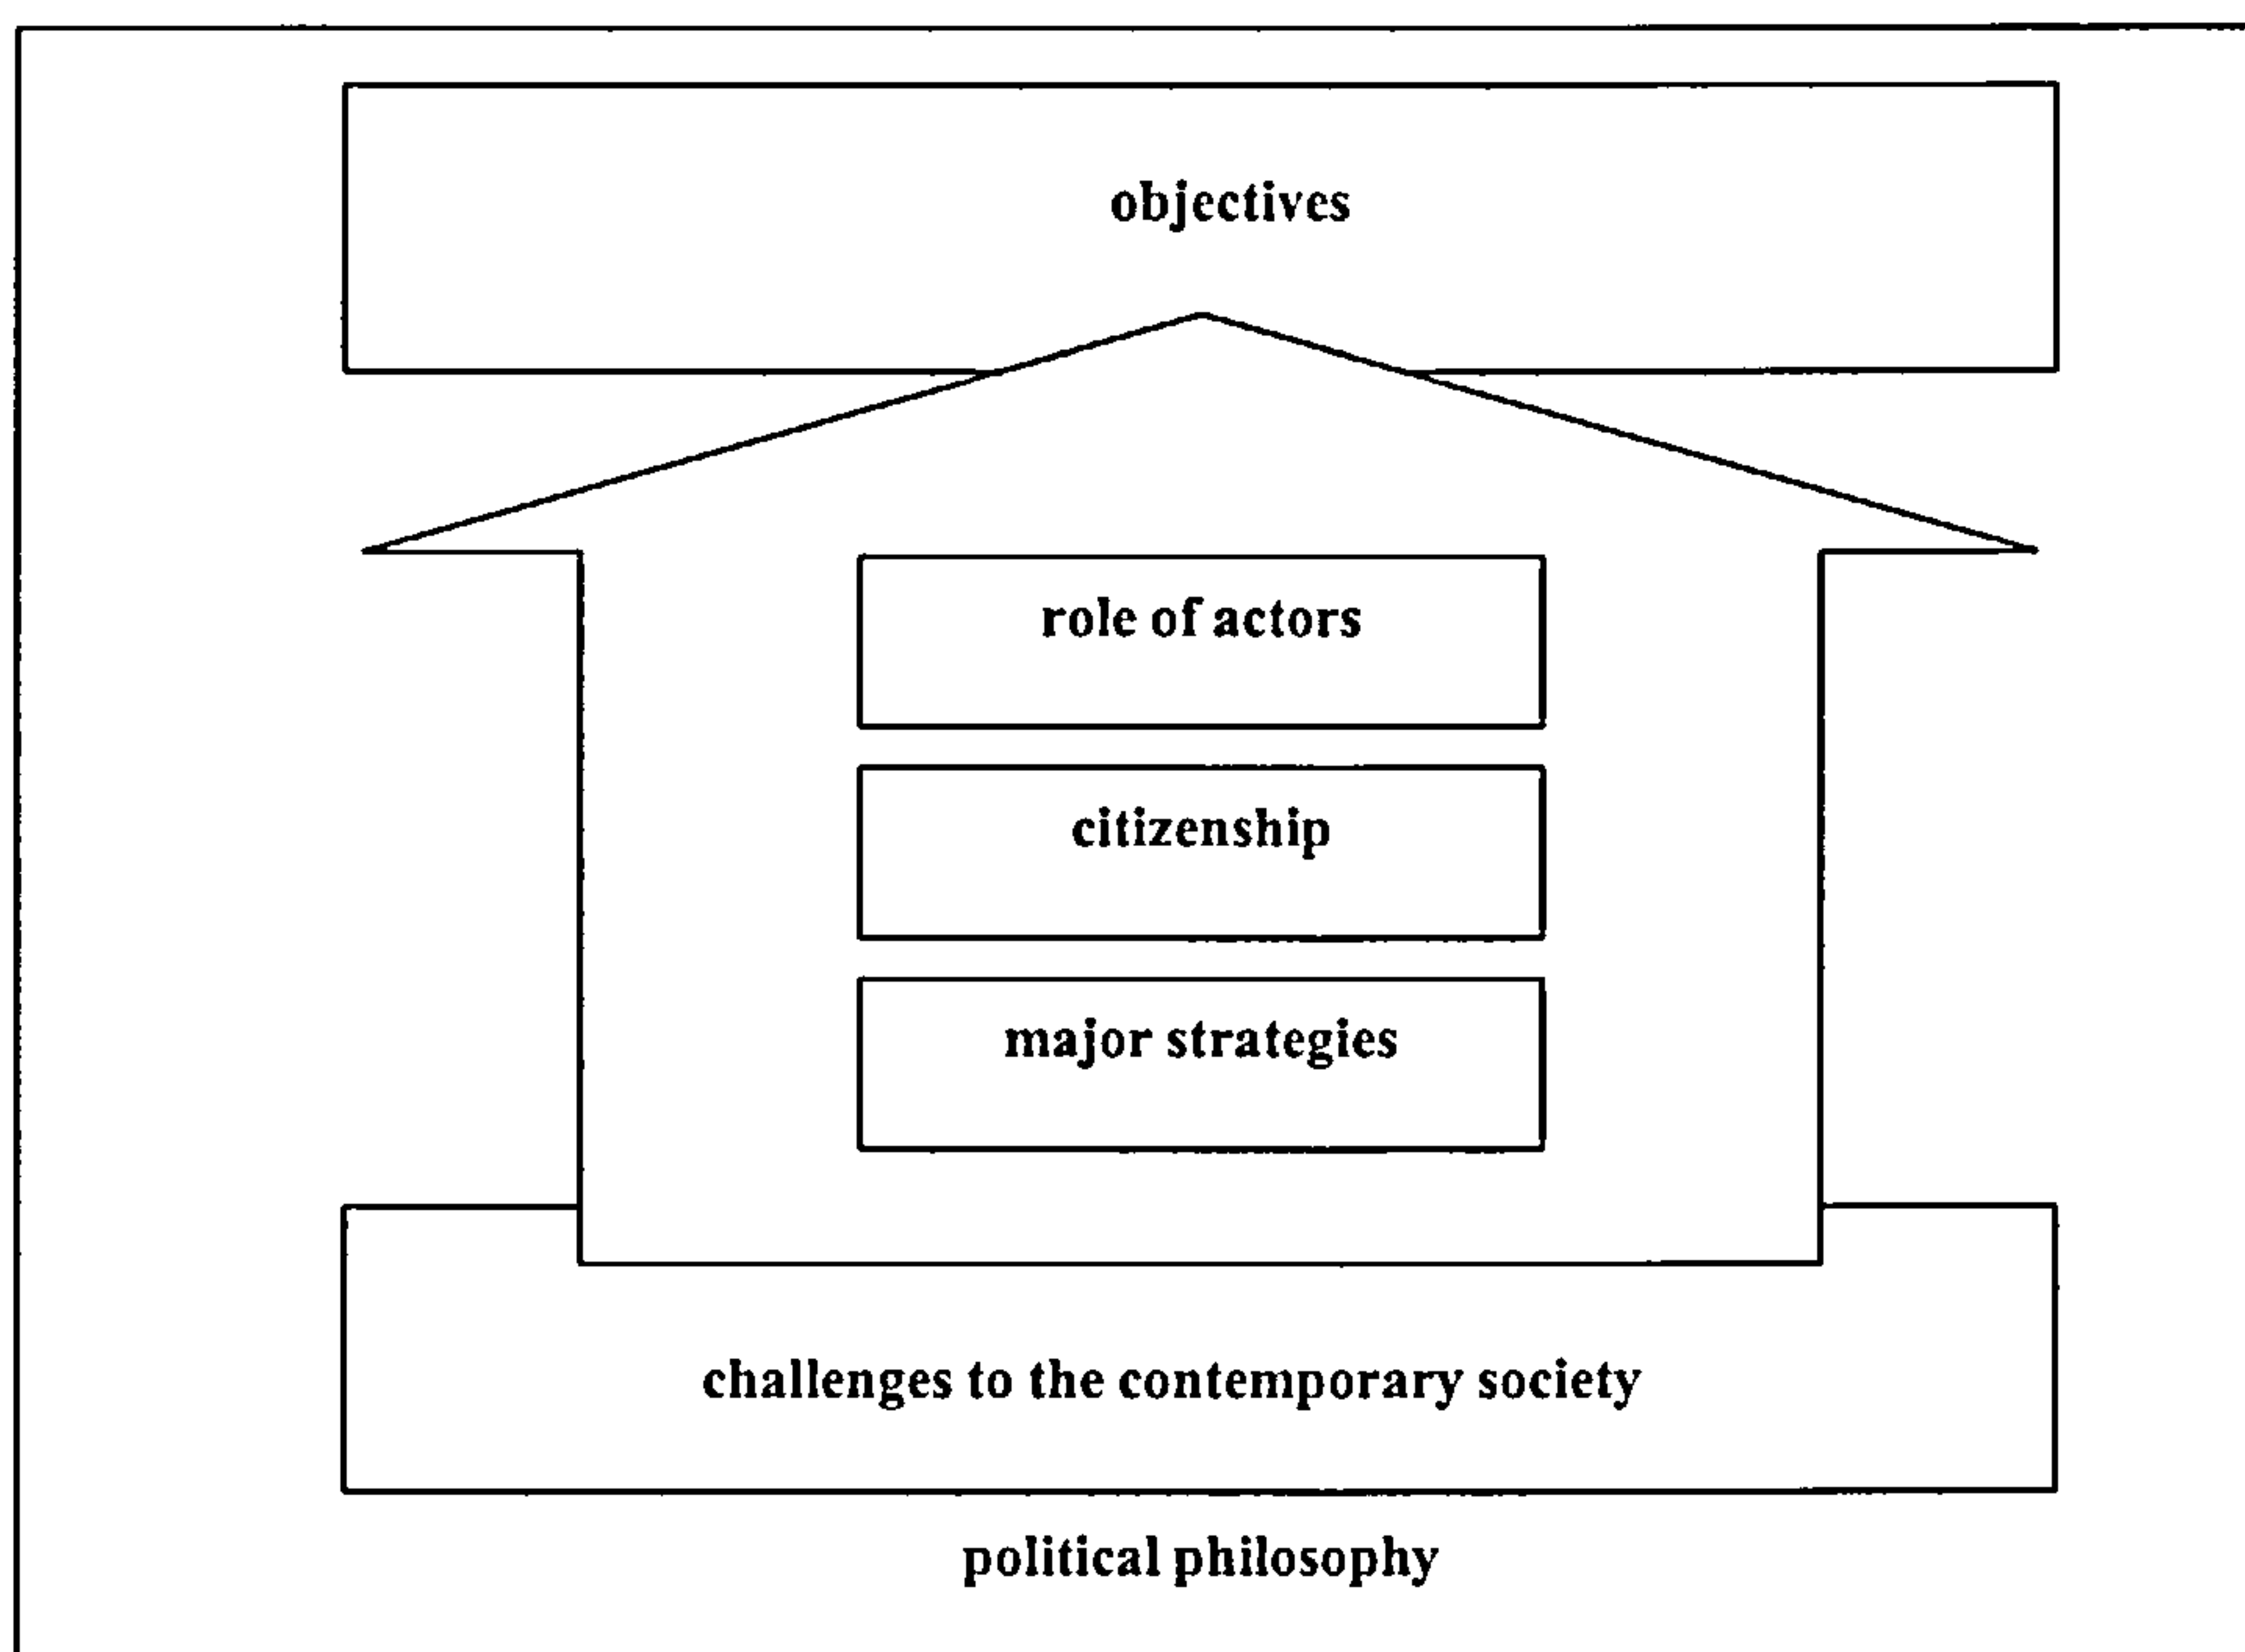 objectives
role of actors
citizenship
major strategies
challenges to the contemporary society
political philosophy